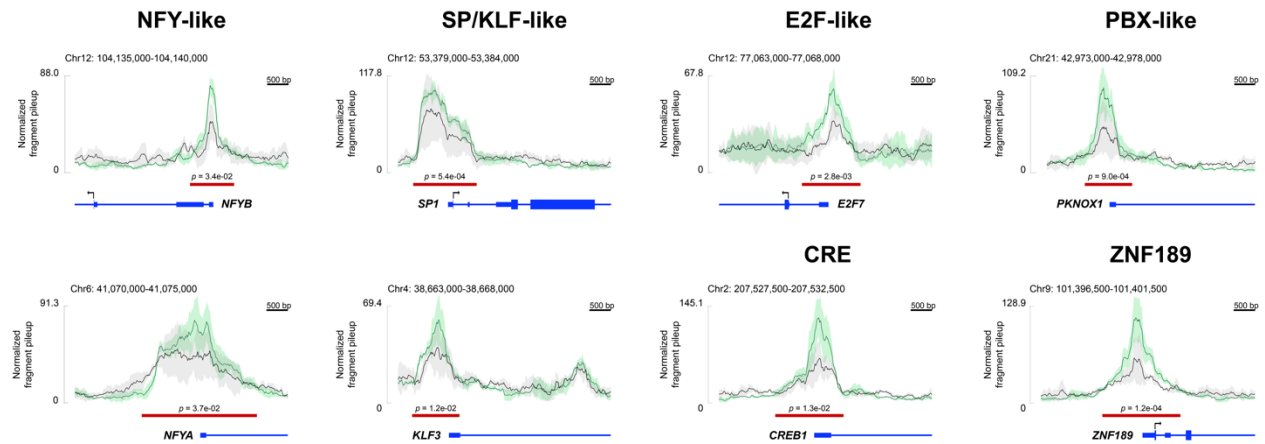 NFY-like
SP/KLF-like
E2F-like
PBX-like
Chr12: 104,135,000-104,140,000
88.0
500 bp
Normalized
fragment pileup
0
p = 3.4e-02
NFYB
Chr12: 53,379,000-53,384,000
117.8
500 bp
Normalized
fragment pileup
0
p = 5.4e-04
SP1
Chr12: 77,063,000-77,068,000
67.8
500 bp
Normalized
fragment pileup
0
p = 2.8e-03
E2F7
Chr21: 42,973,000-42,978,000
109.2
500 bp
Normalized
fragment pileup
0
p = 9.0e-04
PKNOX1
CRE
ZNF189
Chr6: 41,070,000-41,075,000
91.3
500 bp
Normalized
fragment pileup
0
p = 3.7e-02
NFYA
Chr4: 38,663,000-38,668,000
69.4
500 bp
Normalized
fragment pileup
0
p = 1.2e-02
KLF3
Chr2: 207,527,500-207,532,500
145.1
500 bp
Normalized
fragment pileup
0
p = 1.3e-02
CREB1
Chr9: 101,396,500-101,401,500
128.9
500 bp
Normalized
fragment pileup
0
p = 1.2e-04
ZNF189